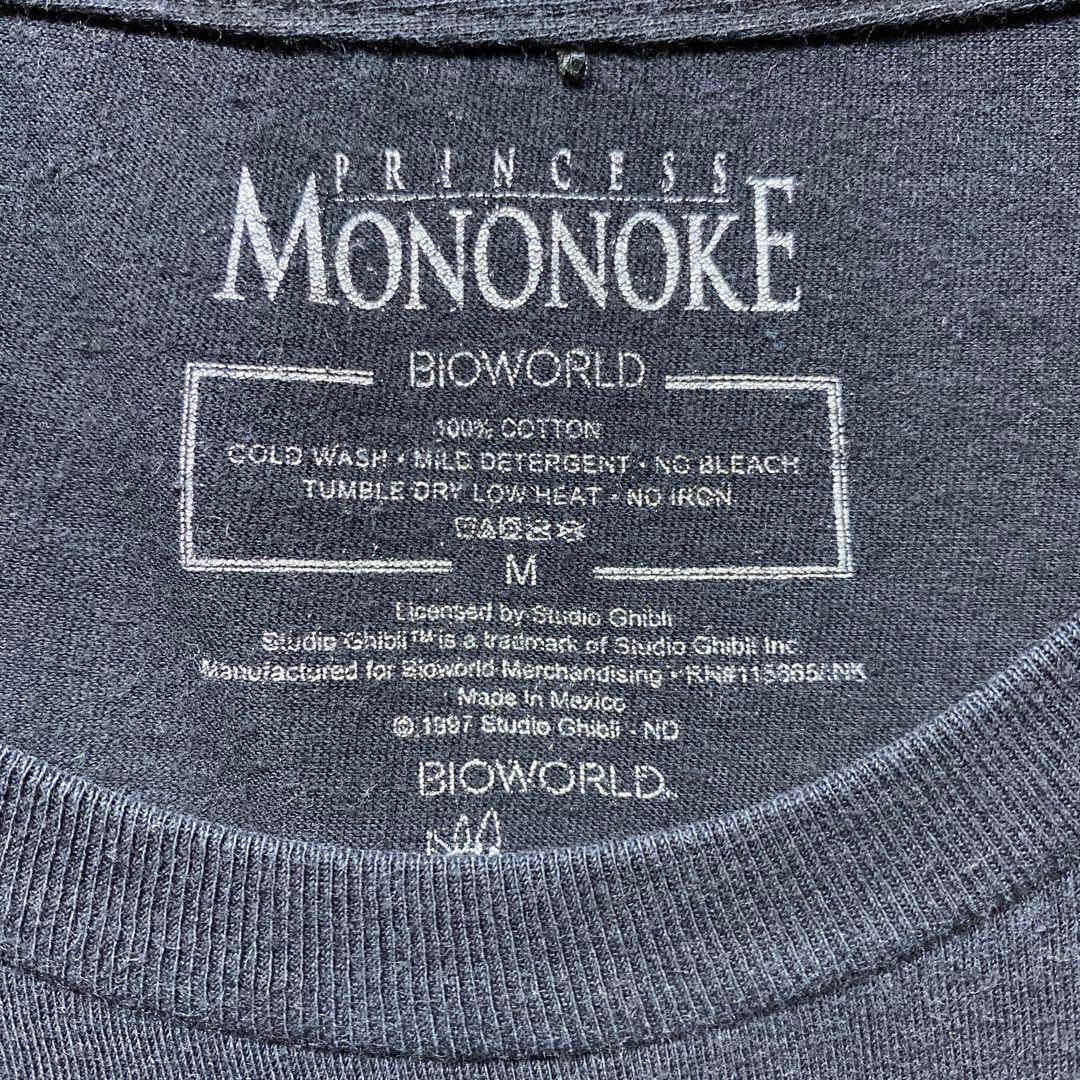 PRINCESS
MONONOKE
BIOWORLD
100% COTTON
COLD WASH • MILD DETERGENT • NO BLEACH
TUMBLE DRY LOW HEAT • NO IRON
M
Licensed by Studio Ghibli
Studio Ghibli™ is a trademark of Studio Ghibli Inc.
Manufactured for Bioworld Merchandising •
Made In Mexico
© 1997 Studio Ghibli - ND
BIOWORLD